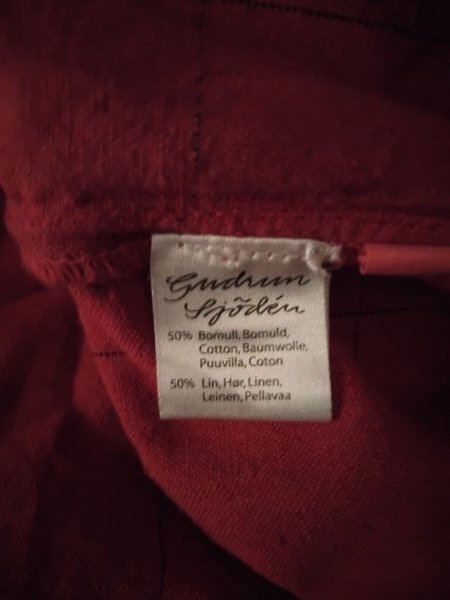 Gudrun
Sjödén
50% Bomull, Bomuld,
Cotton, Baumwolle,
Puuvilla, Coton
50% Lin, Hør, Linen,
Leinen, Pellavaa